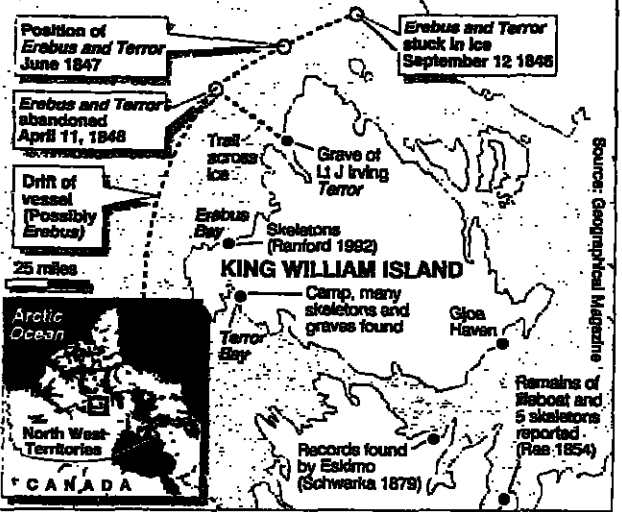 Position of
Erebus and Terror
June 1847
Erebus and Terror
stuck in ice
September 12 1846
Erebus and Terror
abandoned
April 11, 1848
Trail
across
ice
Grave of
Lt J Irving
Terror
Drift of
vessel
(Possibly
Erebus)
Erebus
Bay
Skeletons
(Ranford 1992)
25 miles
KING WILLIAM ISLAND
Camp, many
skeletons and
graves found
Terror
Bay
Gjoa
Haven
Arctic
Ocean
North West
Territories
CANADA
Records found
by Eskimo
(Schwarka 1879)
Remains of
lifeboat and
5 skeletons
reported
(Rae 1854)
Source: Geographical Magazine